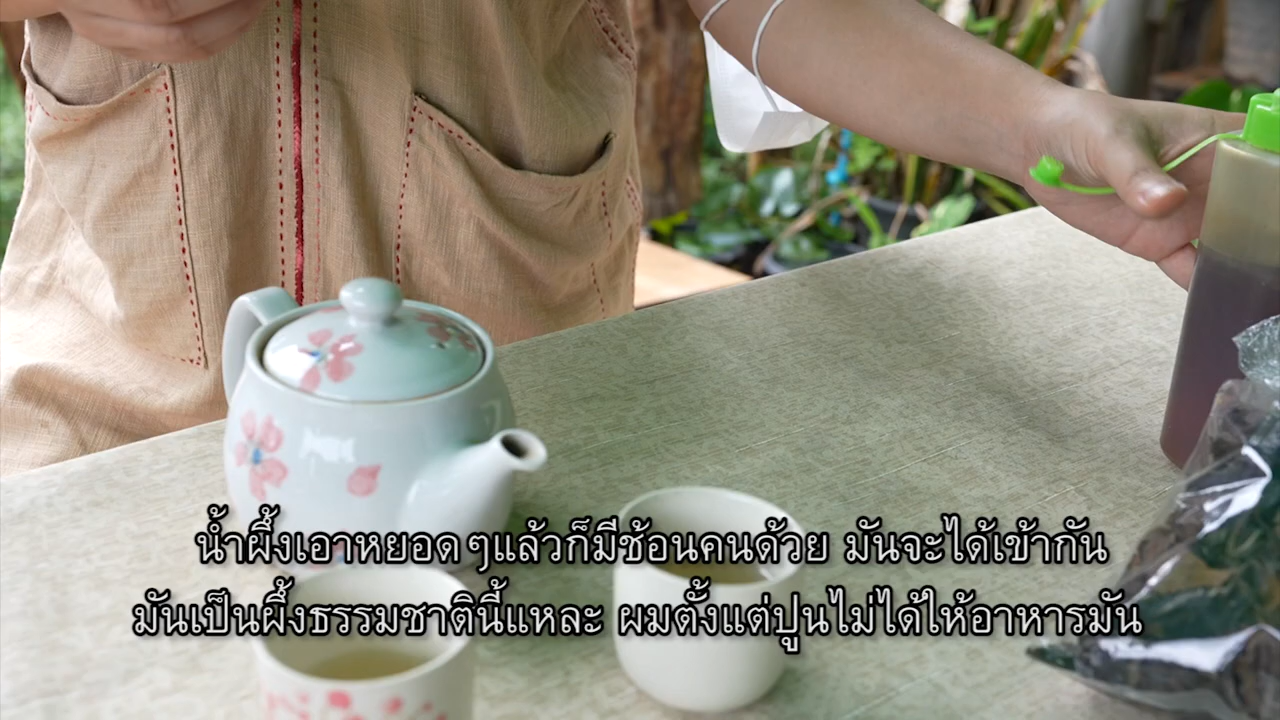 น้ำผึ้งเอาหยอดๆแล้วก็มีช้อนคนด้วย มันจะได้เข้ากัน
มันเป็นผึ้งธรรมชาตินี้แหละ ผมตั้งแต่ปูนไม่ได้ให้อาหารมัน